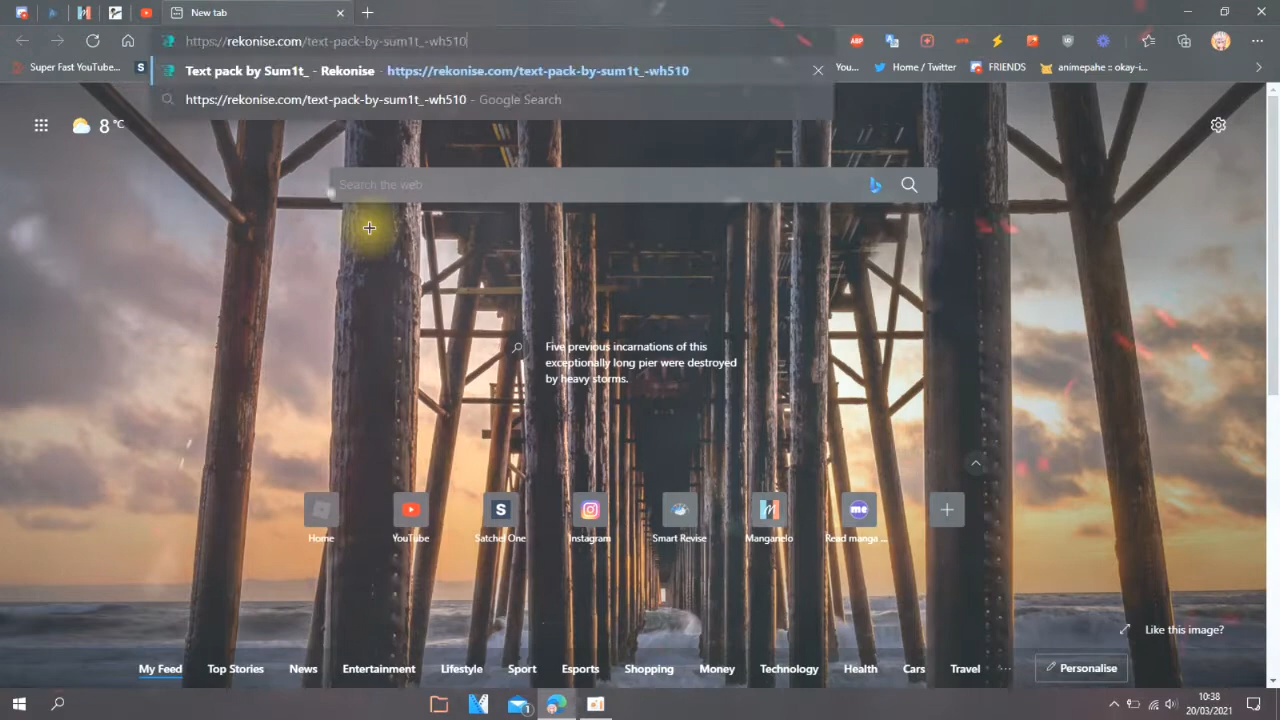 New tab
https://rekonise.com/text-pack-by-sum1t_-wh510
ABP
Super Fast YouTube...
S
Text pack by Sum1t_ - Rekonise - https://rekonise.com/text-pack-by-sum1t_-wh510
You...
Home / Twitter
FRIENDS
animepahe :: okay-i...
https://rekonise.com/text-pack-by-sum1t_-wh510 - Google Search
8 °C
Search the web
Five previous incarnations of this
exceptionally long pier were destroyed
by heavy storms.
S
me
Home
YouTube
Satchel One
Instagram
Smart Revise
Manganelo
Read manga ...
Like this image?
My Feed
Top Stories
News
Entertainment
Lifestyle
Sport
Esports
Shopping
Money
Technology
Health
Cars
Travel
...
Personalise
1
10:38
20/03/2021